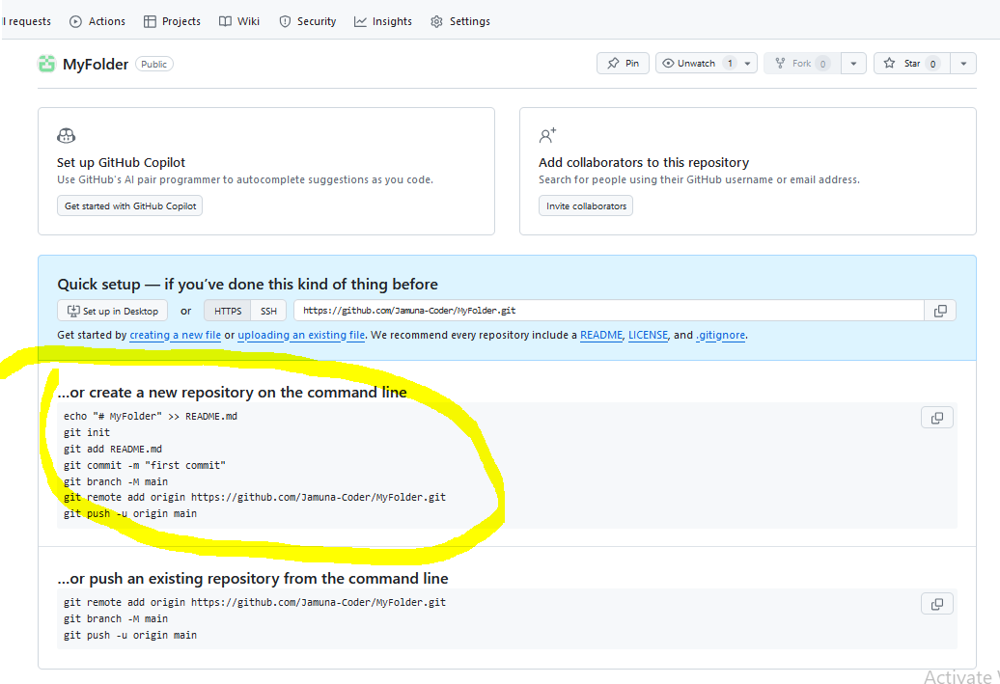 requests Actions Projects Wiki Security Insights Settings
MyFolder Public Pin Unwatch 1 Fork 0 Star 0
Set up GitHub Copilot
Use GitHub's AI pair programmer to autocomplete suggestions as you code.
Get started with GitHub Copilot
Add collaborators to this repository
Search for people using their GitHub username or email address.
Invite collaborators
Quick setup — if you’ve done this kind of thing before
Set up in Desktop or HTTPS SSH https://github.com/Jamuna-Coder/MyFolder.git
Get started by creating a new file or uploading an existing file. We recommend every repository include a README, LICENSE, and .gitignore.
…or create a new repository on the command line
echo "# MyFolder" >> README.md
git init
git add README.md
git commit -m "first commit"
git branch -M main
git remote add origin https://github.com/Jamuna-Coder/MyFolder.git
git push -u origin main
…or push an existing repository from the command line
git remote add origin https://github.com/Jamuna-Coder/MyFolder.git
git branch -M main
git push -u origin main
Activate